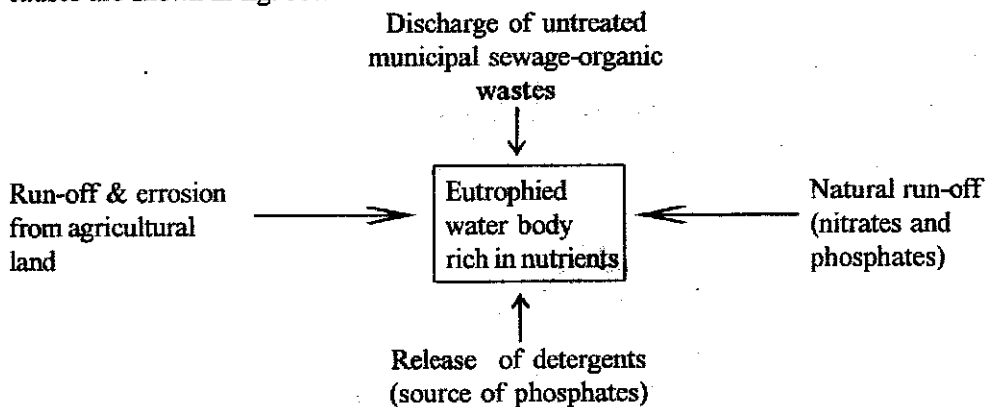 Discharge of untreated
municipal sewage-organic
wastes
Run-off & errosion
from agricultural
land
Eutrophied
water body
rich in nutrients
Natural run-off
(nitrates and
phosphates)
Release of detergents
(source of phosphates)